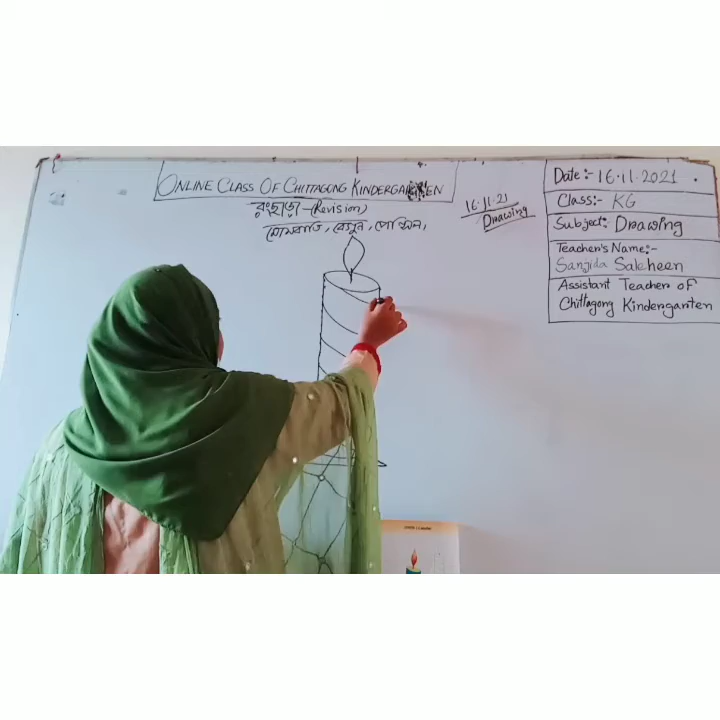 ONLINE CLASS OF CHITTAGONG KINDERGARTEN
রংছাড়া - (Revision)
মোমবাতি, বেলুন, পেন্সিল,
16.11.21
Drawing
Date:- 16.11.2021
Class:- KG
Subject: Drawing
Teacher's Name:-
Sanjida Saleheen
Assistant Teacher of
Chittagong Kindergarten